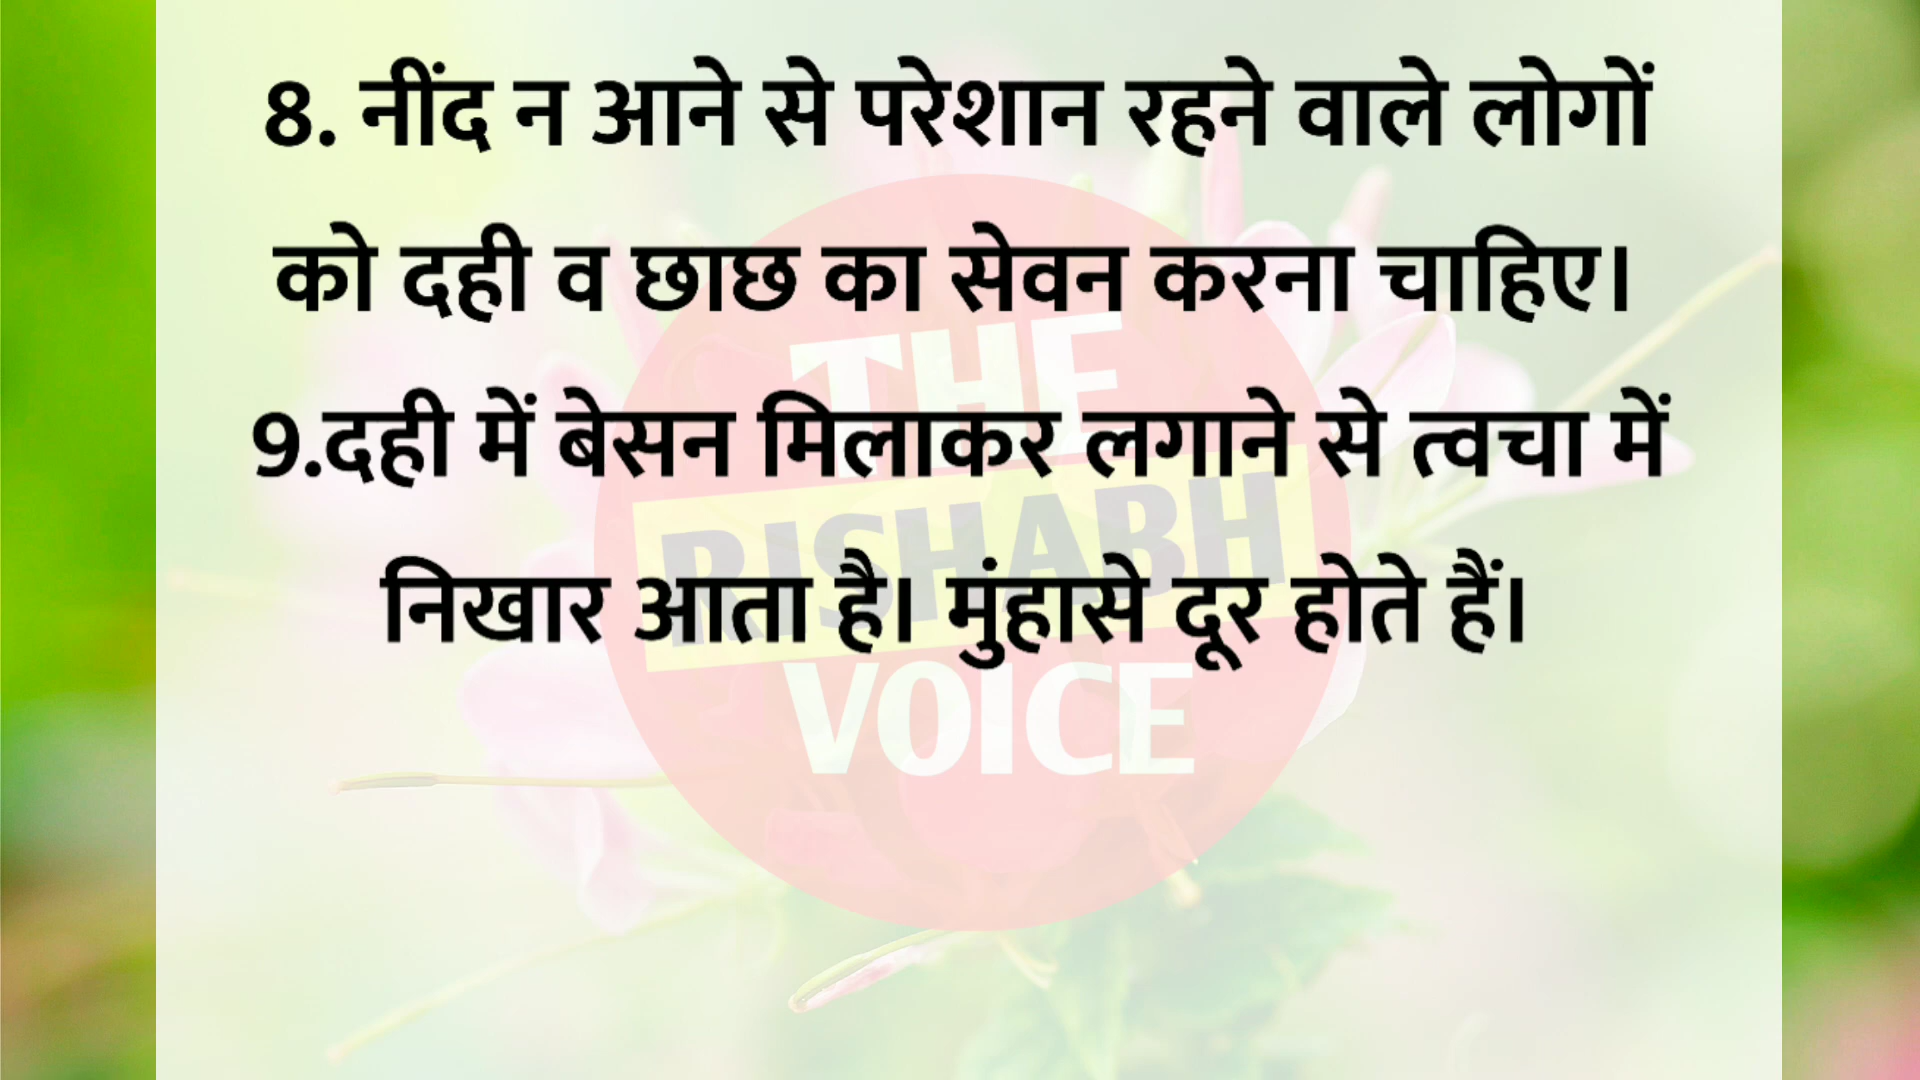 8. नींद न आने से परेशान रहने वाले लोगों
को दही व छाछ का सेवन करना चाहिए।
9.दही में बेसन मिलाकर लगाने से त्वचा में
निखार आता है। मुंहासे दूर होते हैं।
THE
RISHABH
VOICE